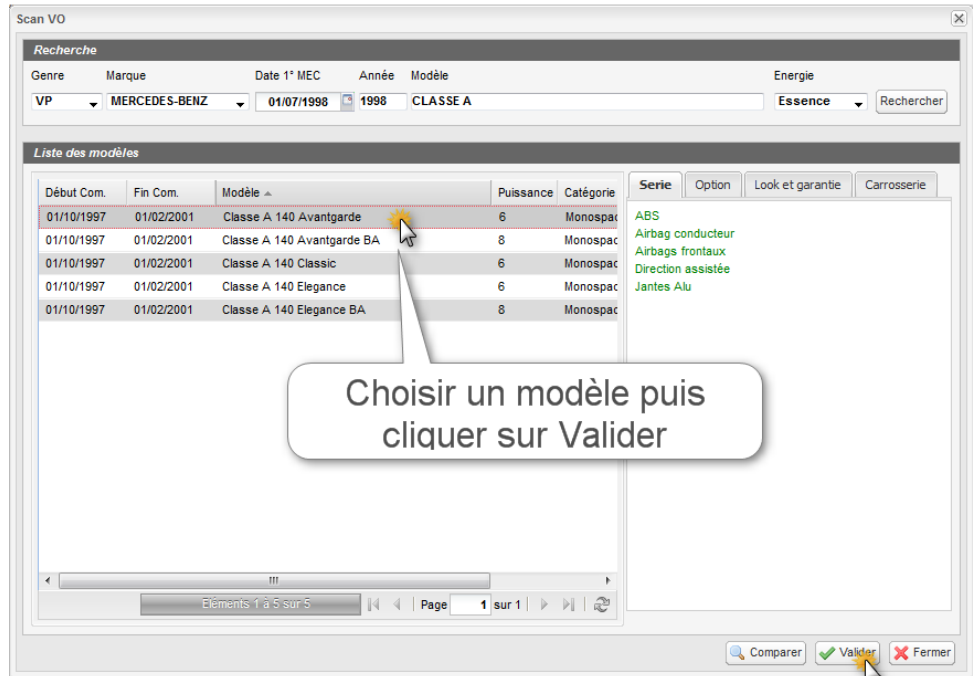 Scan VO
Recherche
Genre Marque Date 1° MEC Année Modèle Energie
VP MERCEDES-BENZ 01/07/1998 1998 CLASSE A Essence Rechercher
Liste des modèles
Début Com. Fin Com. Modèle Puissance Catégorie Serie Option Look et garantie Carrosserie
01/10/1997 01/02/2001 Classe A 140 Avantgarde 6 Monospac
01/10/1997 01/02/2001 Classe A 140 Avantgarde BA 8 Monospac
01/10/1997 01/02/2001 Classe A 140 Classic 6 Monospac
01/10/1997 01/02/2001 Classe A 140 Elegance 6 Monospac
01/10/1997 01/02/2001 Classe A 140 Elegance BA 8 Monospac
ABS
Airbag conducteur
Airbags frontaux
Direction assistée
Jantes Alu
Choisir un modèle puis
cliquer sur Valider
Eléments 1 à 5 sur 5 Page 1 sur 1
Comparer Valider Fermer